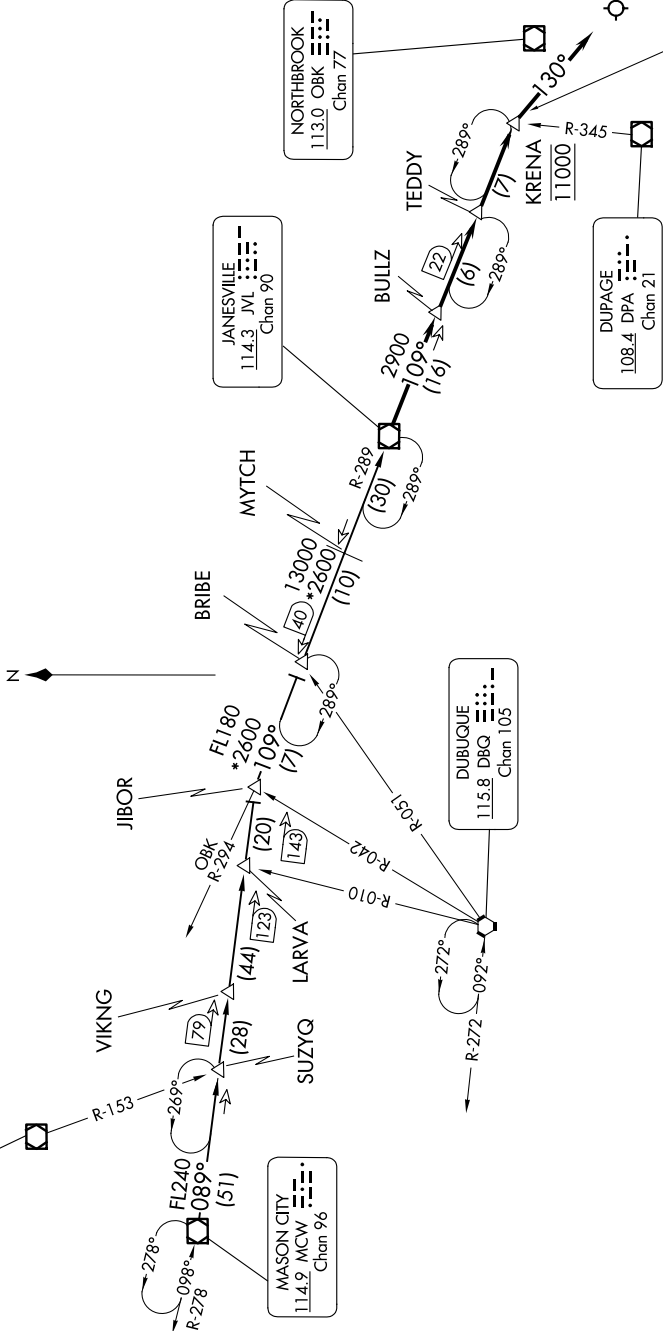 NORTHBROOK
113.0 OBK
Chan 77
130°
R-345
KRENA
11000
289°
(7)
TEDDY
DUPAGE
108.4 DPA
Chan 21
BULLZ
22
(6)
289°
JANESVILLE
114.3 JVL
Chan 90
2900
109°
(16)
R-289
(30)
289°
MYTCH
13000
*2600
(10)
40
BRIBE
289°
N
FL180
*2600
109°
(7)
JIBOR
OBK
R-294
(20)
143
LARVA
R-051
R-042
R-010
DUBUQUE
115.8 DBQ
Chan 105
272°
092°
R-272
123
(44)
VIKNG
79
(28)
SUZYQ
R-153
269°
FL240
089°
(51)
278°
098°
R-278
MASON CITY
114.9 MCW
Chan 96